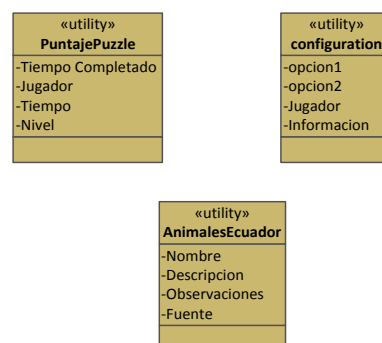 «utility»
PuntajePuzzle
-Tiempo Completado
-Jugador
-Tiempo
-Nivel
«utility»
configuration
-opcion1
-opcion2
-Jugador
-Informacion
«utility»
AnimalesEcuador
-Nombre
-Descripcion
-Observaciones
-Fuente